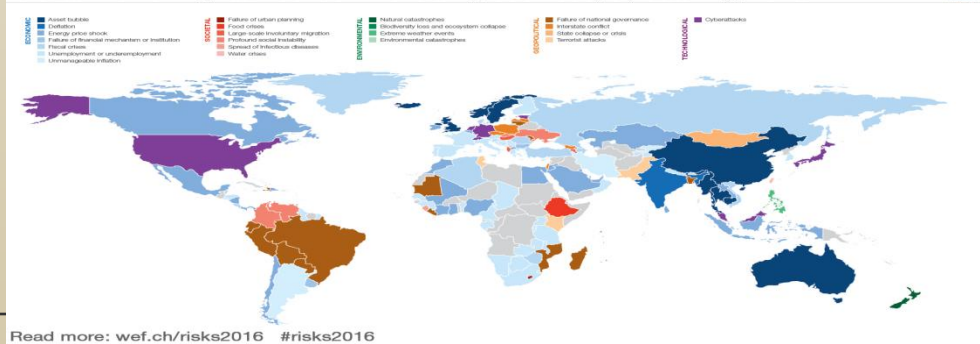 ECONOMIC
Asset bubble
Deflation
Energy price shock
Failure of financial mechanism or institution
Fiscal crises
Unemployment or underemployment
Unmanageable inflation
SOCIETAL
Failure of urban planning
Food crises
Large-scale involuntary migration
Profound social instability
Spread of infectious diseases
Water crises
ENVIRONMENTAL
Natural catastrophes
Biodiversity loss and ecosystem collapse
Extreme weather events
Environmental catastrophes
GEOPOLITICAL
Failure of national governance
Interstate conflict
State collapse or crisis
Terrorist attacks
TECHNOLOGICAL
Cyberattacks
Read more: wef.ch/risks2016 #risks2016